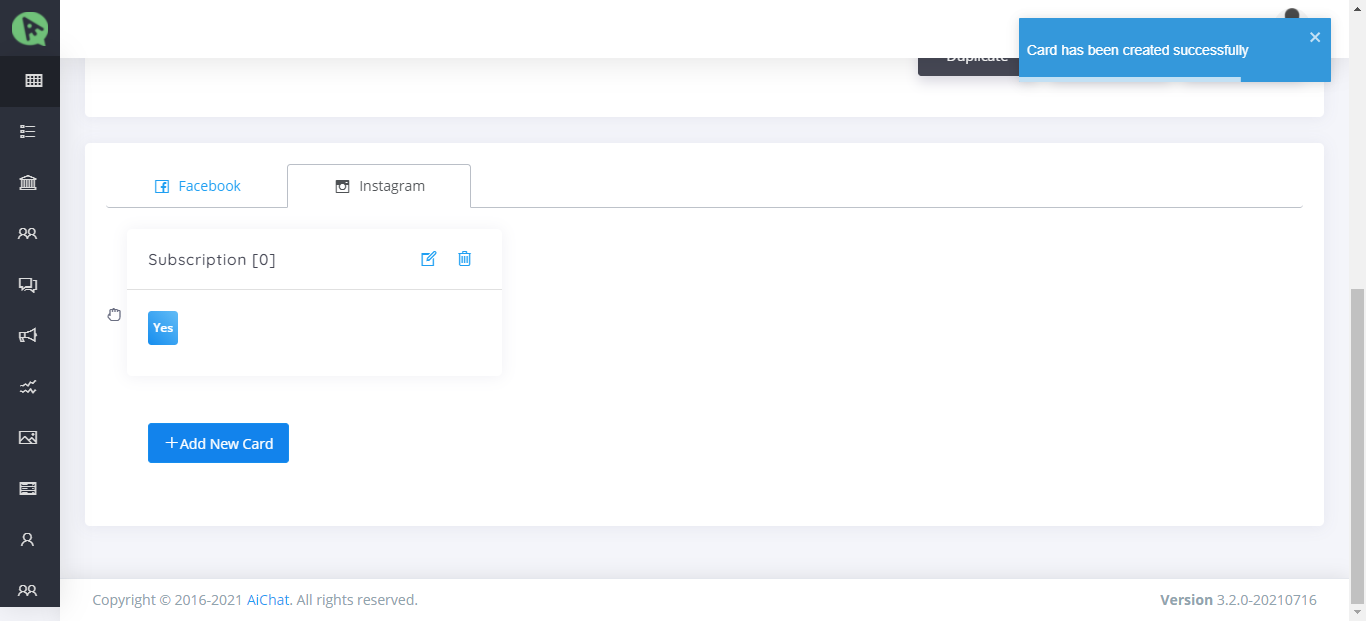 Duplicate
Card has been created successfully
Facebook
Instagram
Subscription [0]
Yes
+Add New Card
Copyright © 2016-2021 AiChat. All rights reserved.
Version 3.2.0-20210716